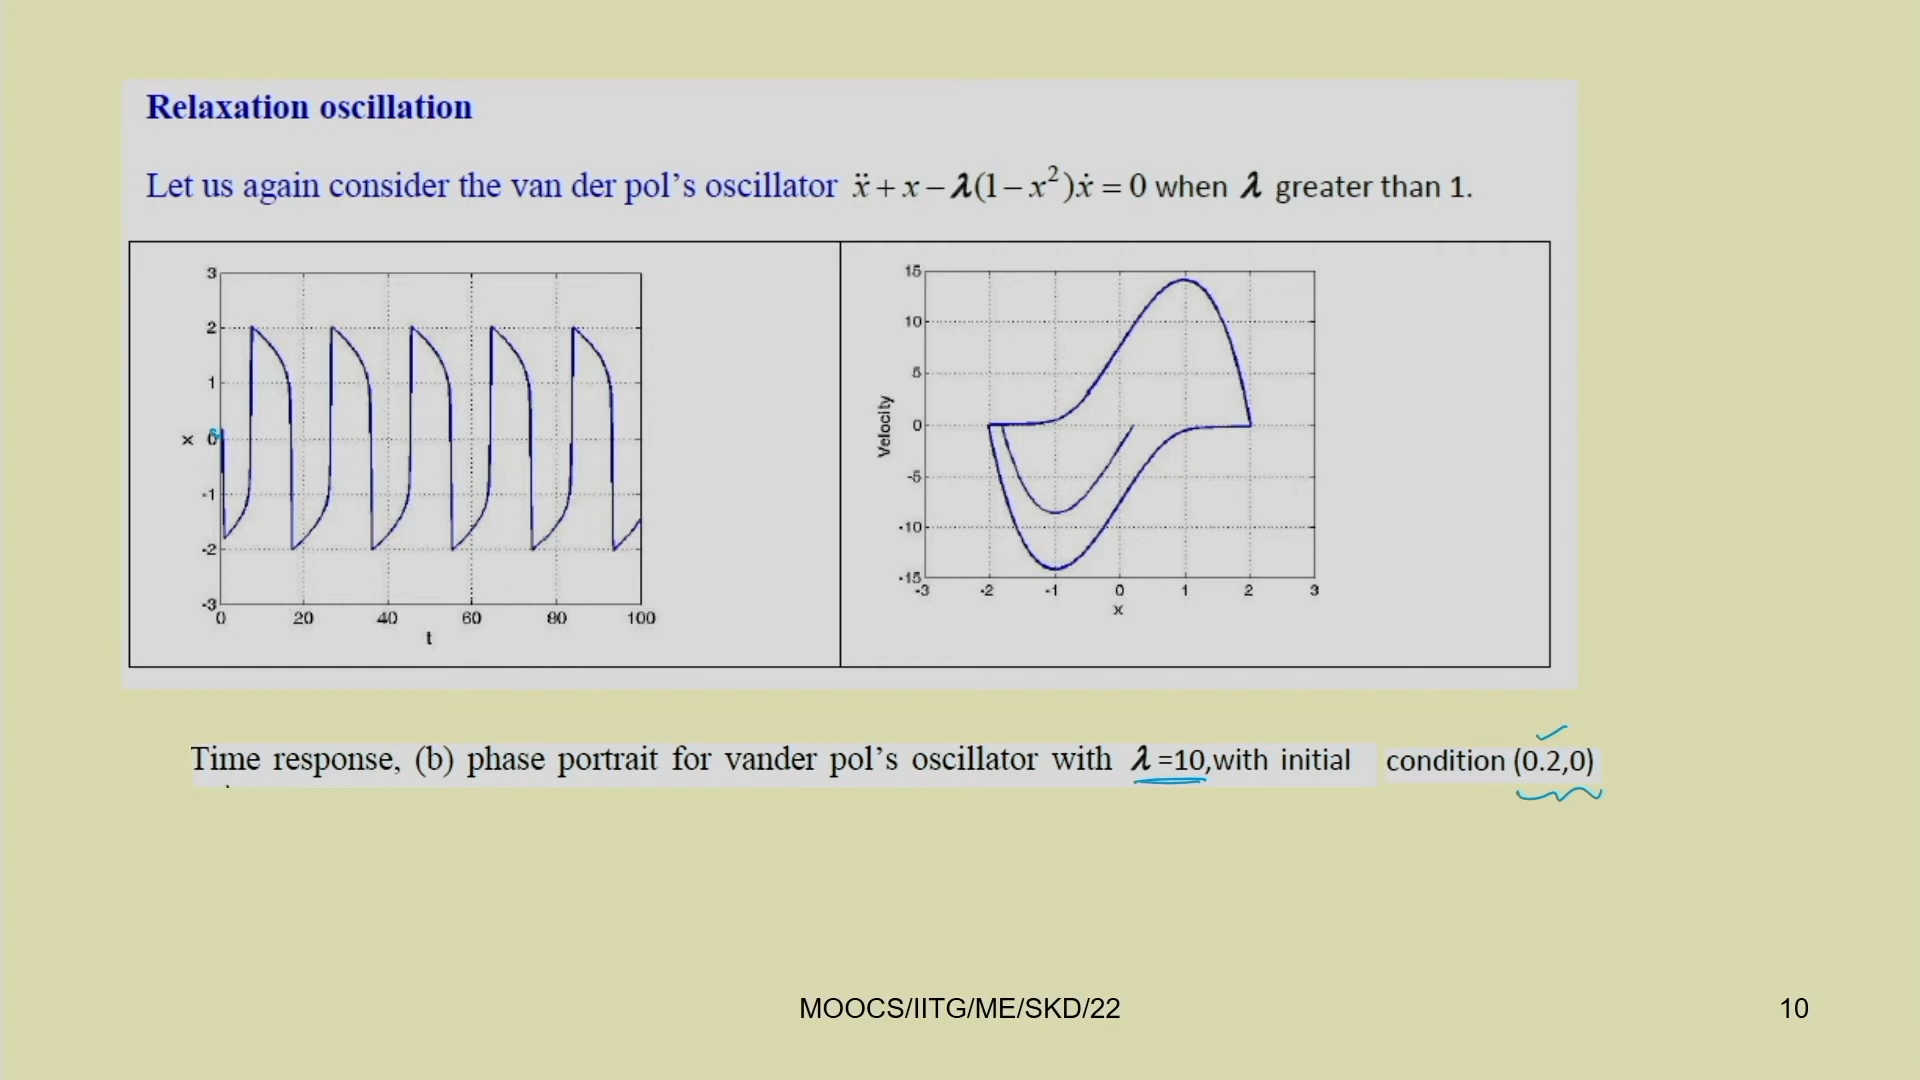 Relaxation oscillation
Let us again consider the van der pol's oscillator ẍ + x − λ(1 − x²)ẋ = 0 when λ greater than 1.
3
2
1
0
-1
-2
-3
x
0 20 40 60 80 100
t
15
10
5
0
-5
-10
-15
Velocity
-3 -2 -1 0 1 2 3
x
Time response, (b) phase portrait for vander pol's oscillator with λ =10,with initial condition (0.2,0)
MOOCS/IITG/ME/SKD/22
10